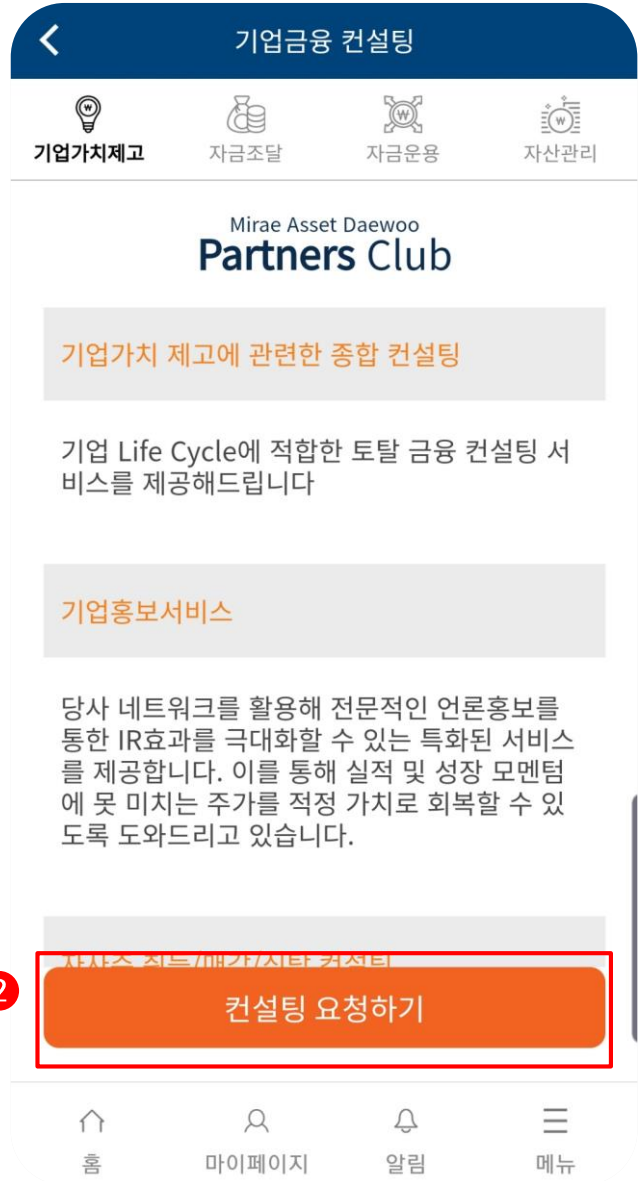 기업금융 컨설팅
기업가치제고 자금조달 자금운용 자산관리
Mirae Asset Daewoo
Partners Club
기업가치 제고에 관련한 종합 컨설팅
기업 Life Cycle에 적합한 토탈 금융 컨설팅 서
비스를 제공해드립니다
기업홍보서비스
당사 네트워크를 활용해 전문적인 언론홍보를
통한 IR효과를 극대화할 수 있는 특화된 서비스
를 제공합니다. 이를 통해 실적 및 성장 모멘텀
에 못 미치는 주가를 적정 가치로 회복할 수 있
도록 도와드리고 있습니다.
2
컨설팅 요청하기
홈 마이페이지 알림 메뉴